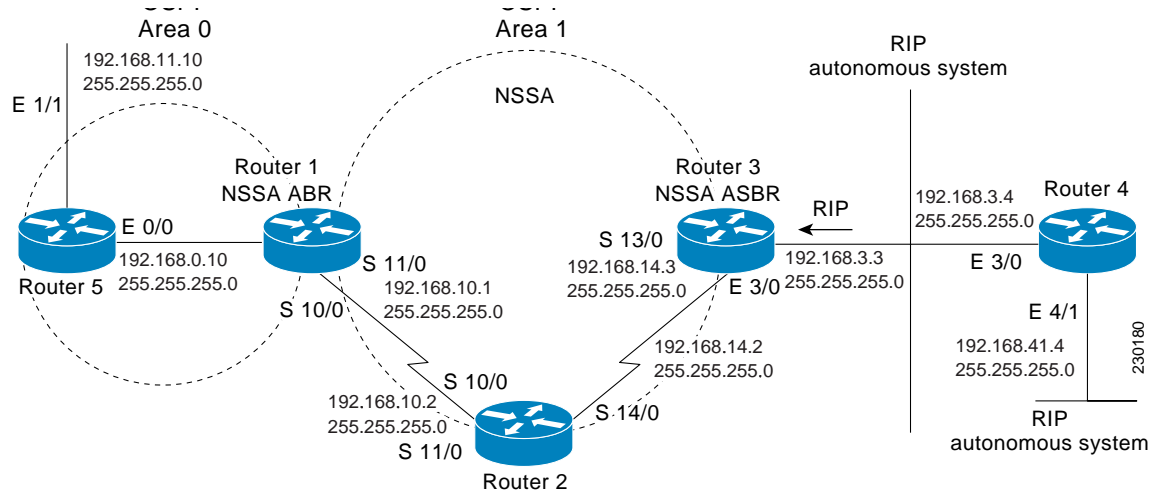 Area 0
Area 1
RIP
autonomous system
192.168.11.10
255.255.255.0
E 1/1
NSSA
Router 1
NSSA ABR
Router 3
NSSA ASBR
RIP
192.168.3.4
255.255.255.0
Router 4
E 0/0
192.168.0.10
255.255.255.0
Router 5
S 11/0
192.168.10.1
255.255.255.0
S 10/0
S 13/0
192.168.14.3
255.255.255.0
E 3/0
192.168.3.3
255.255.255.0
E 3/0
E 4/1
192.168.41.4
255.255.255.0
230180
192.168.14.2
255.255.255.0
S 10/0
S 14/0
192.168.10.2
255.255.255.0
S 11/0
Router 2
RIP
autonomous system